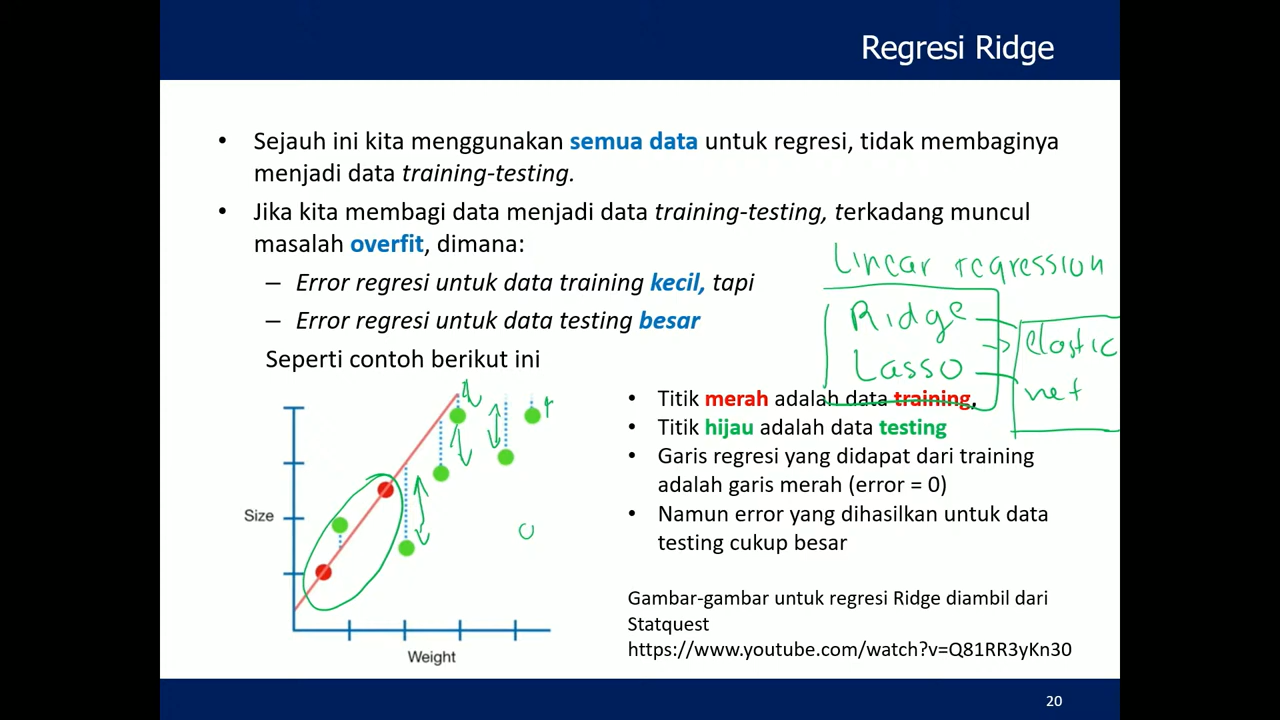 Regresi Ridge
• Sejauh ini kita menggunakan semua data untuk regresi, tidak membaginya
menjadi data training-testing.
• Jika kita membagi data menjadi data training-testing, terkadang muncul
masalah overfit, dimana:
– Error regresi untuk data training kecil, tapi
– Error regresi untuk data testing besar
Seperti contoh berikut ini
Linear regression
Ridge
Lasso
elastic
net
Size
Weight
• Titik merah adalah data training,
• Titik hijau adalah data testing
• Garis regresi yang didapat dari training
adalah garis merah (error = 0)
• Namun error yang dihasilkan untuk data
testing cukup besar
Gambar-gambar untuk regresi Ridge diambil dari
Statquest
https://www.youtube.com/watch?v=Q81RR3yKn30
20